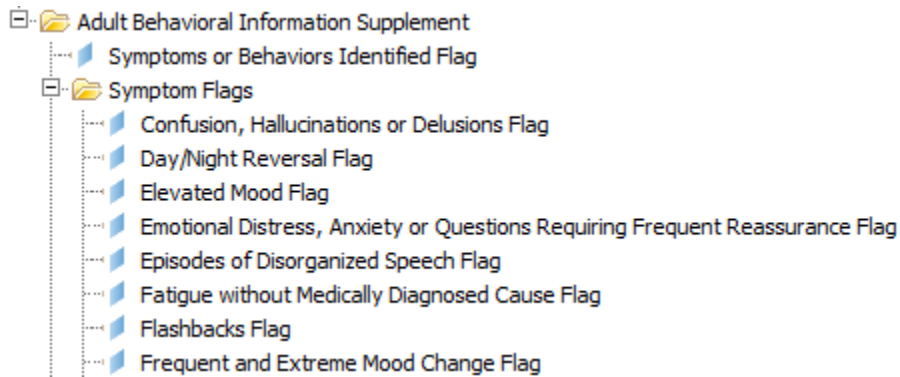 Adult Behavioral Information Supplement
Symptoms or Behaviors Identified Flag
Symptom Flags
Confusion, Hallucinations or Delusions Flag
Day/Night Reversal Flag
Elevated Mood Flag
Emotional Distress, Anxiety or Questions Requiring Frequent Reassurance Flag
Episodes of Disorganized Speech Flag
Fatigue without Medically Diagnosed Cause Flag
Flashbacks Flag
Frequent and Extreme Mood Change Flag